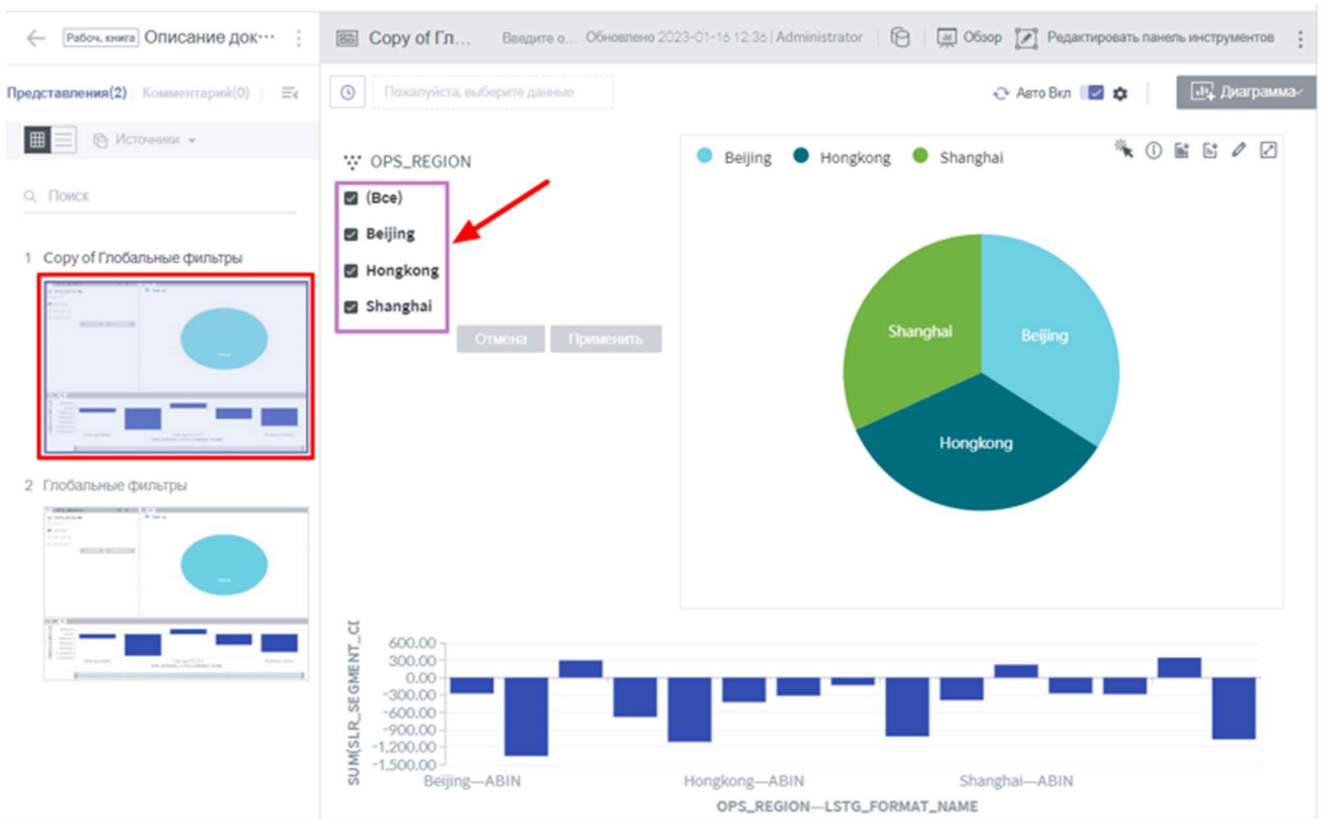 Рабоч. книга Описание док···
Copy of Гл... Введите о... Обновлено 2023-01-16 12:36 | Administrator Обзор Редактировать панель инструментов
Представления(2) Комментарий(0)
Пожалуйста, выберите данные Авто Вкл Диаграмма
Источники
Поиск
1 Copy of Глобальные фильтры
2 Глобальные фильтры
OPS_REGION
(Все)
Beijing
Hongkong
Shanghai
Отмена Применить
Beijing Hongkong Shanghai
Shanghai
Beijing
Hongkong
SUM(SLR_SEGMENT_CD
600.00
300.00
0.00
-300.00
-600.00
-900.00
-1,200.00
-1,500.00
Beijing—ABIN Hongkong—ABIN Shanghai—ABIN
OPS_REGION—LSTG_FORMAT_NAME